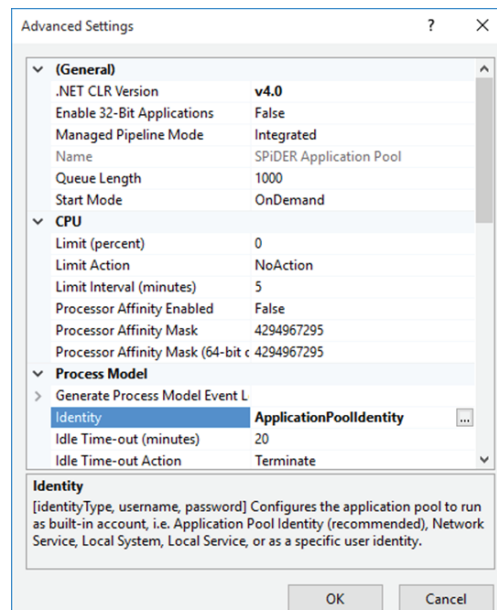 Advanced Settings ? ×
(General)
.NET CLR Version v4.0
Enable 32-Bit Applications False
Managed Pipeline Mode Integrated
Name SPiDER Application Pool
Queue Length 1000
Start Mode OnDemand
CPU
Limit (percent) 0
Limit Action NoAction
Limit Interval (minutes) 5
Processor Affinity Enabled False
Processor Affinity Mask 4294967295
Processor Affinity Mask (64-bit c 4294967295
Process Model
Generate Process Model Event L
Identity ApplicationPoolIdentity ...
Idle Time-out (minutes) 20
Idle Time-out Action Terminate
Identity
[identityType, username, password] Configures the application pool to run
as built-in account, i.e. Application Pool Identity (recommended), Network
Service, Local System, Local Service, or as a specific user identity.
OK Cancel